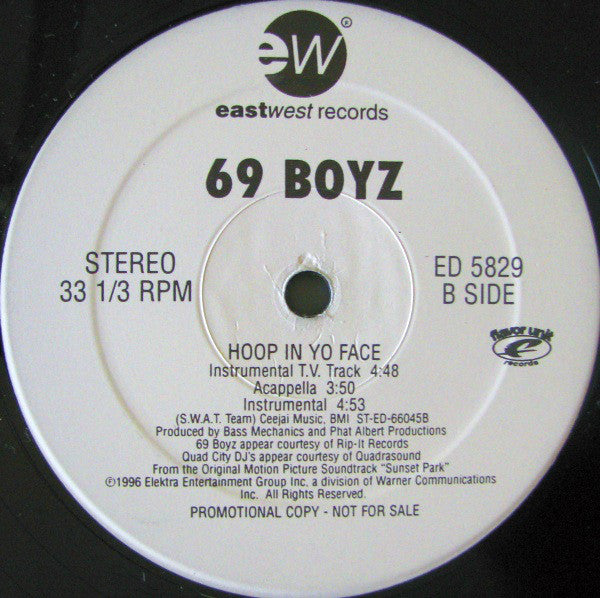 ew®
eastwest records
69 BOYZ
STEREO
33 1/3 RPM
ED 5829
B SIDE
flavor unit
records
HOOP IN YO FACE
Instrumental T.V. Track 4:48
Acappella 3:50
Instrumental 4:53
(S.W.A.T. Team) Ceejai Music, BMI ST-ED-66045B
Produced by Bass Mechanics and Phat Albert Productions
69 Boyz appear courtesy of Rip-It Records
Quad City DJ's appear courtesy of Quadrasound
From the Original Motion Picture Soundtrack "Sunset Park"
℗1996 Elektra Entertainment Group Inc. a division of Warner Communications
Inc. All Rights Reserved.
PROMOTIONAL COPY - NOT FOR SALE